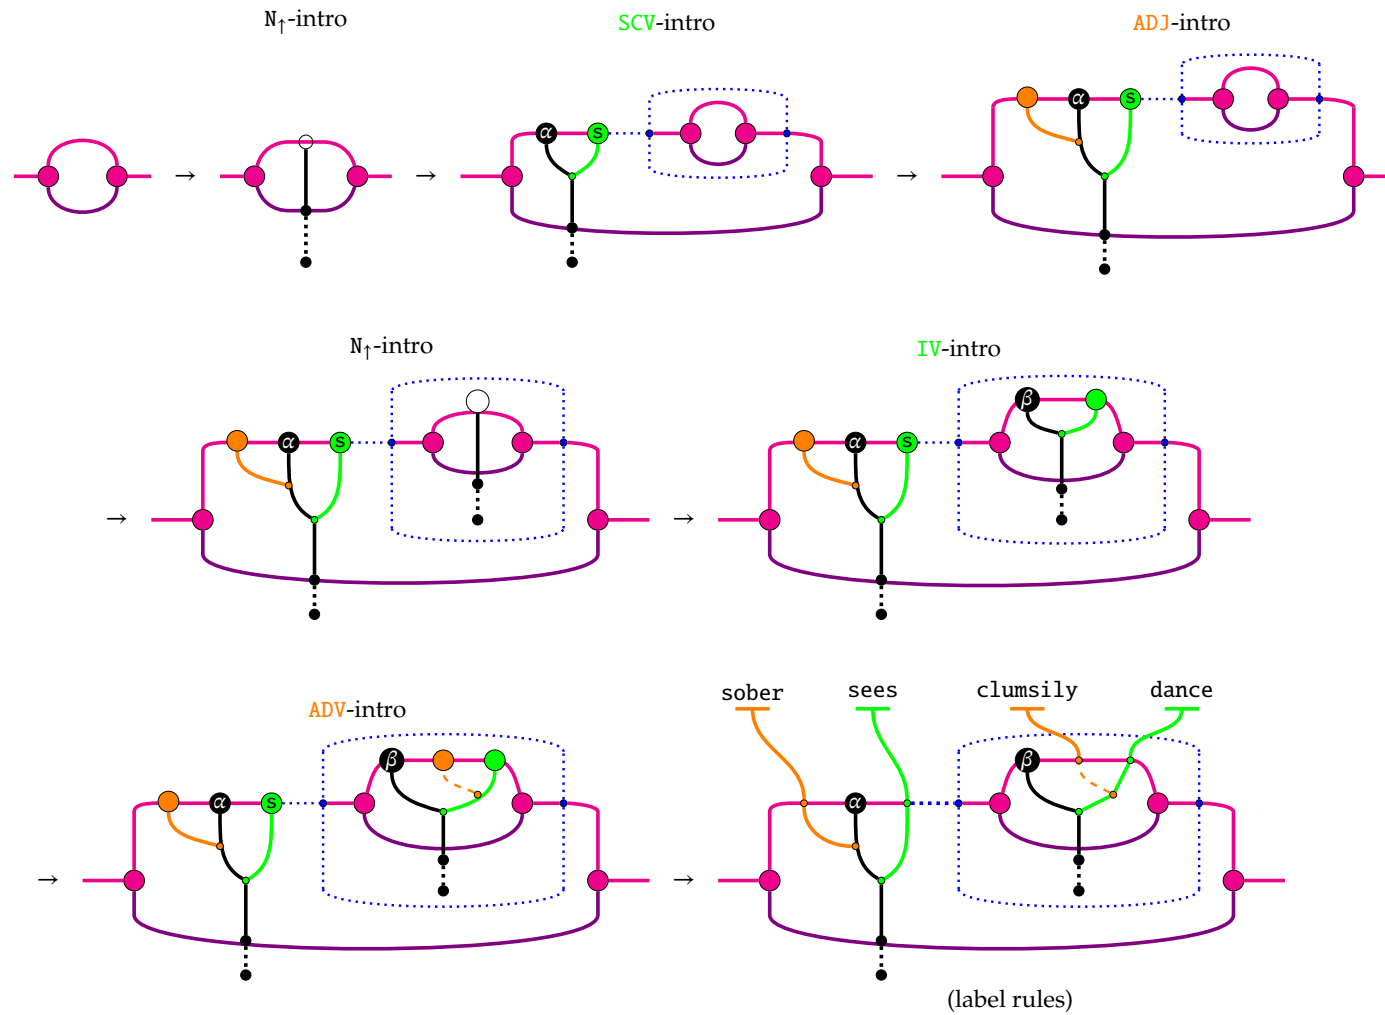 N↑-intro SCV-intro ADJ-intro
→ → α S → α S
N↑-intro IV-intro
→ α S → β α S
ADV-intro sober sees clumsily dance
→ α S β → α β
(label rules)